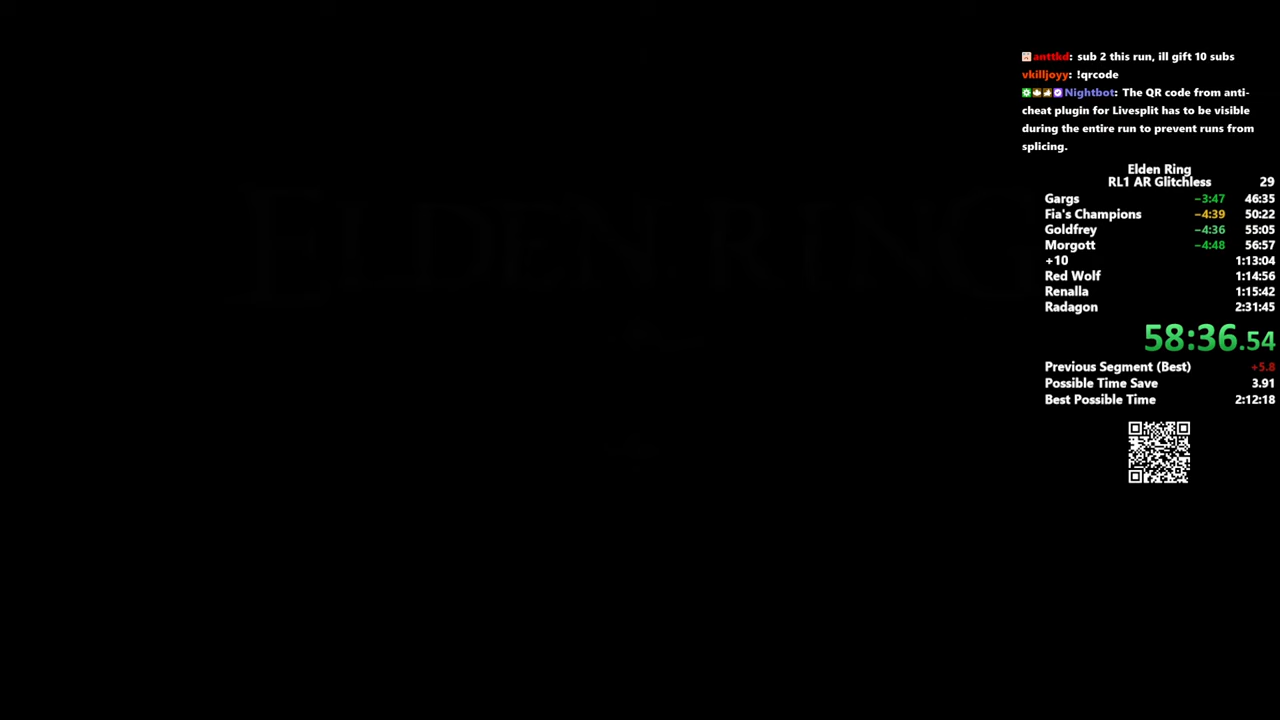 anttkd: sub 2 this run, ill gift 10 subs
vkilljoyy: !qrcode
Nightbot: The QR code from anti-
cheat plugin for Livesplit has to be visible
during the entire run to prevent runs from
splicing.
ELDEN RING
Elden Ring
RL1 AR Glitchless 29
Gargs −3:47 46:35
Fia's Champions −4:39 50:22
Goldfrey −4:36 55:05
Morgott −4:48 56:57
+10 1:13:04
Red Wolf 1:14:56
Renalla 1:15:42
Radagon 2:31:45
58:36.54
Previous Segment (Best) +5.8
Possible Time Save 3.91
Best Possible Time 2:12:18